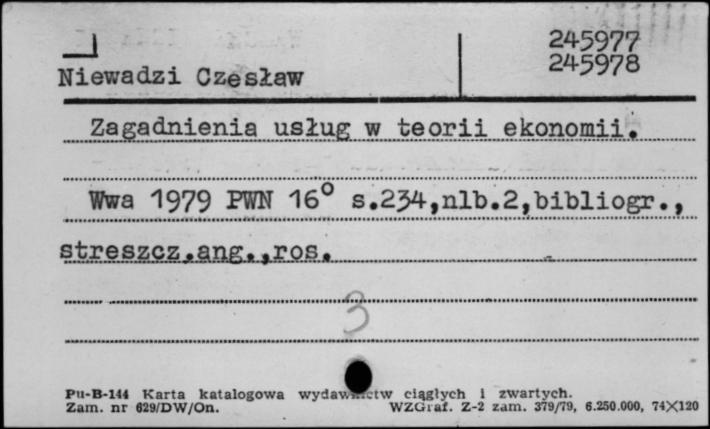 245977
245978
Niewadzi Czesław
Zagadnienia usług w teorii ekonomii.
Wwa 1979 PWN 16° s.234,nlb.2,bibliogr.,
streszcz.ang.,ros.
3
Pu-B-144 Karta katalogowa wydawnictw ciągłych i zwartych.
Zam. nr 629/DW/On. WZGraf. Z-2 zam. 379/79, 6.250.000, 74×120